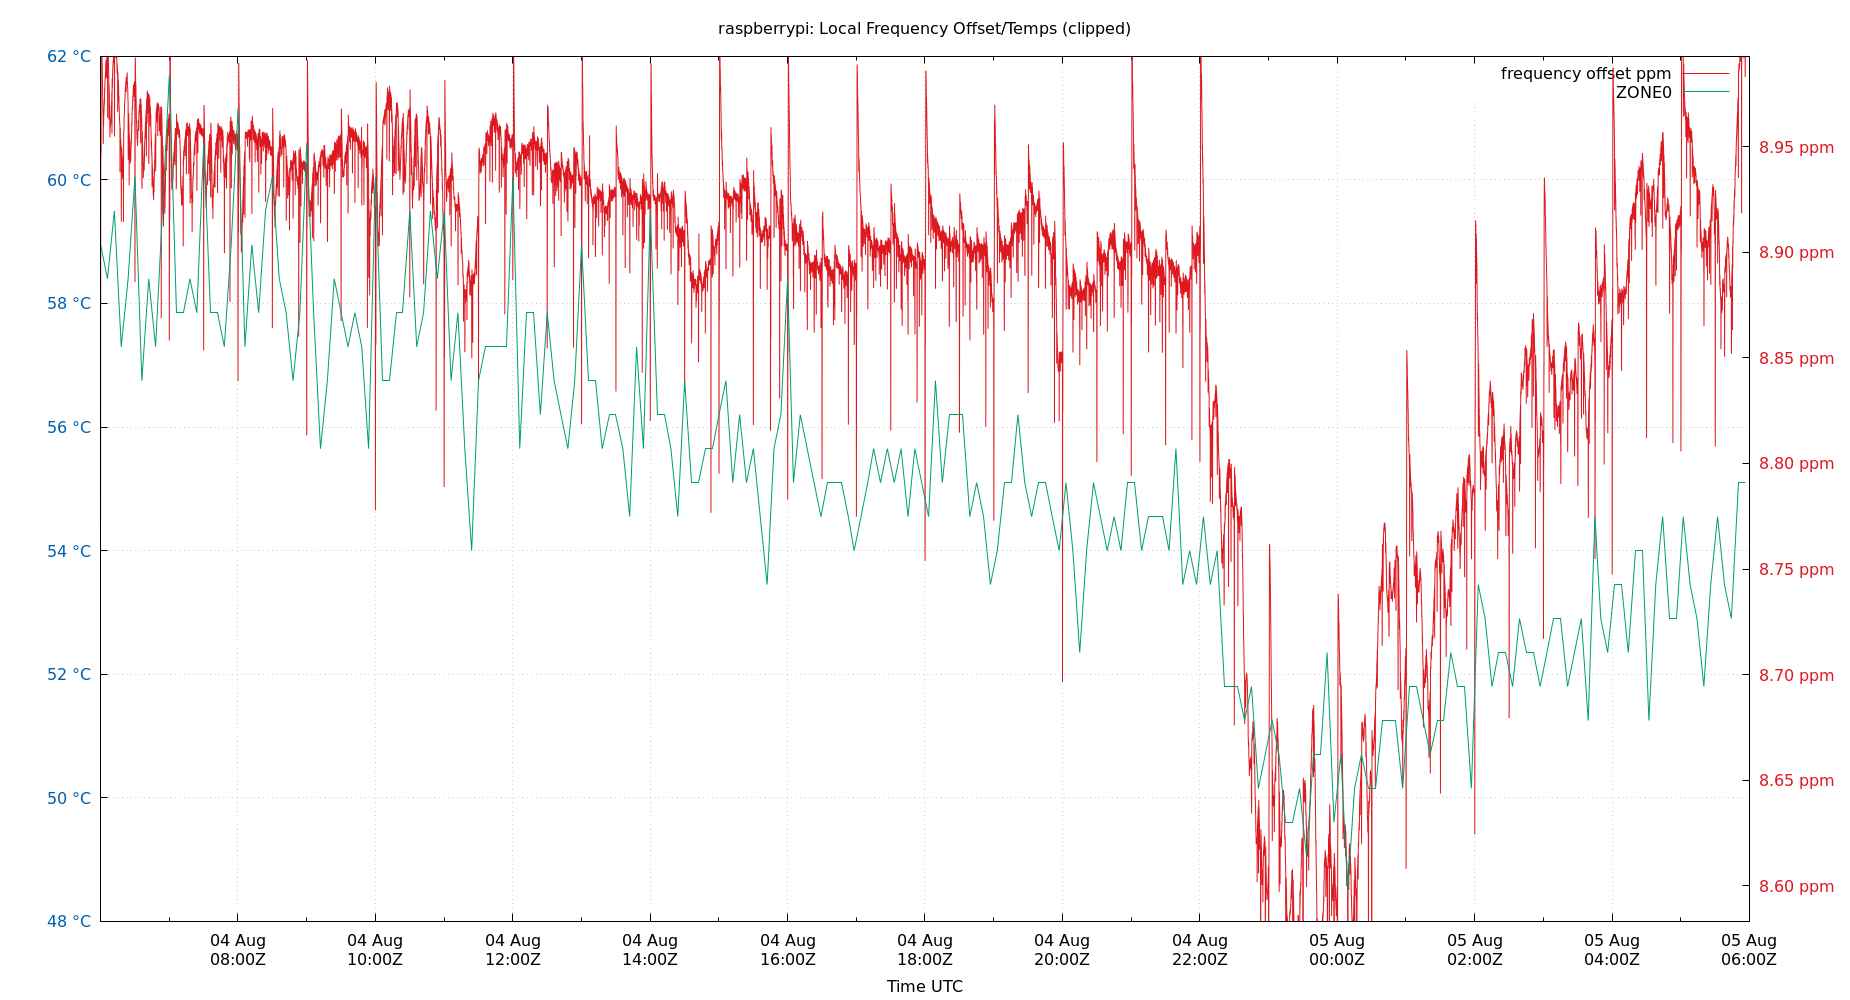 raspberrypi: Local Frequency Offset/Temps (clipped)
frequency offset ppm
ZONE0
62 °C
60 °C
58 °C
56 °C
54 °C
52 °C
50 °C
48 °C
8.95 ppm
8.90 ppm
8.85 ppm
8.80 ppm
8.75 ppm
8.70 ppm
8.65 ppm
8.60 ppm
04 Aug 04 Aug 04 Aug 04 Aug 04 Aug 04 Aug 04 Aug 04 Aug 05 Aug 05 Aug 05 Aug 05 Aug
08:00Z 10:00Z 12:00Z 14:00Z 16:00Z 18:00Z 20:00Z 22:00Z 00:00Z 02:00Z 04:00Z 06:00Z
Time UTC